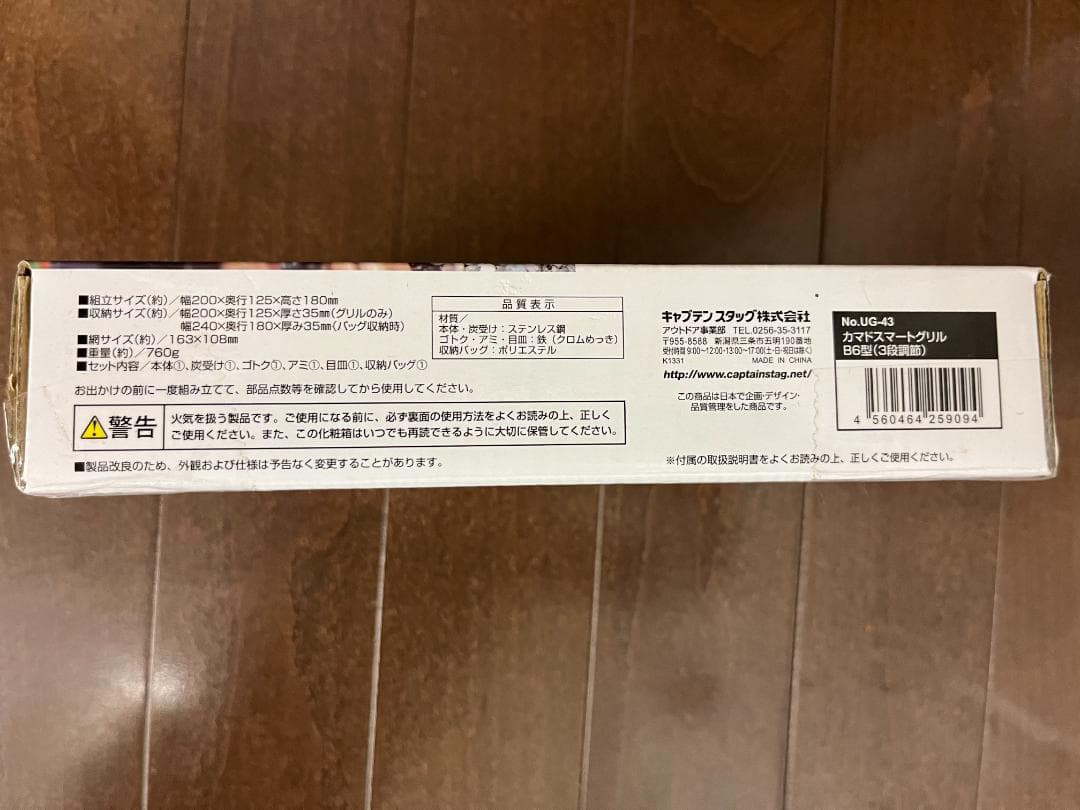 ■組立サイズ(約)／幅200×奥行125×高さ180㎜
■収納サイズ(約)／幅200×奥行125×厚さ35㎜(グリルのみ)
幅240×奥行180×厚み35㎜(バッグ収納時)
■網サイズ(約)／163×108㎜
■重量(約)／760g
■セット内容／本体①、炭受け①、ゴトク①、アミ①、目皿①、収納バッグ①
お出かけの前に一度組み立てて、部品点数等を確認してから使用してください。
警告
火気を扱う製品です。ご使用になる前に、必ず裏面の使用方法をよくお読みの上、正しく
ご使用ください。また、この化粧箱はいつでも再読できるように大切に保管してください。
■製品改良のため、外観および仕様は予告なく変更することがあります。
品質表示
材質／
本体・炭受け：ステンレス鋼
ゴトク・アミ・目皿：鉄（クロムめっき）
収納バッグ：ポリエステル
キャプテンスタッグ株式会社
アウトドア事業部 TEL.0256-35-3117
〒955-8588 新潟県三条市五明190番地
受付時間9:00~12:00・13:00~17:00(土・日・祝日は除く)
K1331 MADE IN CHINA
http://www.captainstag.net/
この商品は日本で企画・デザイン・
品質管理をした商品です。
No.UG-43
カマドスマートグリル
B6型(3段調節)
4 560464 259094
※付属の取扱説明書をよくお読みの上、正しくご使用ください。